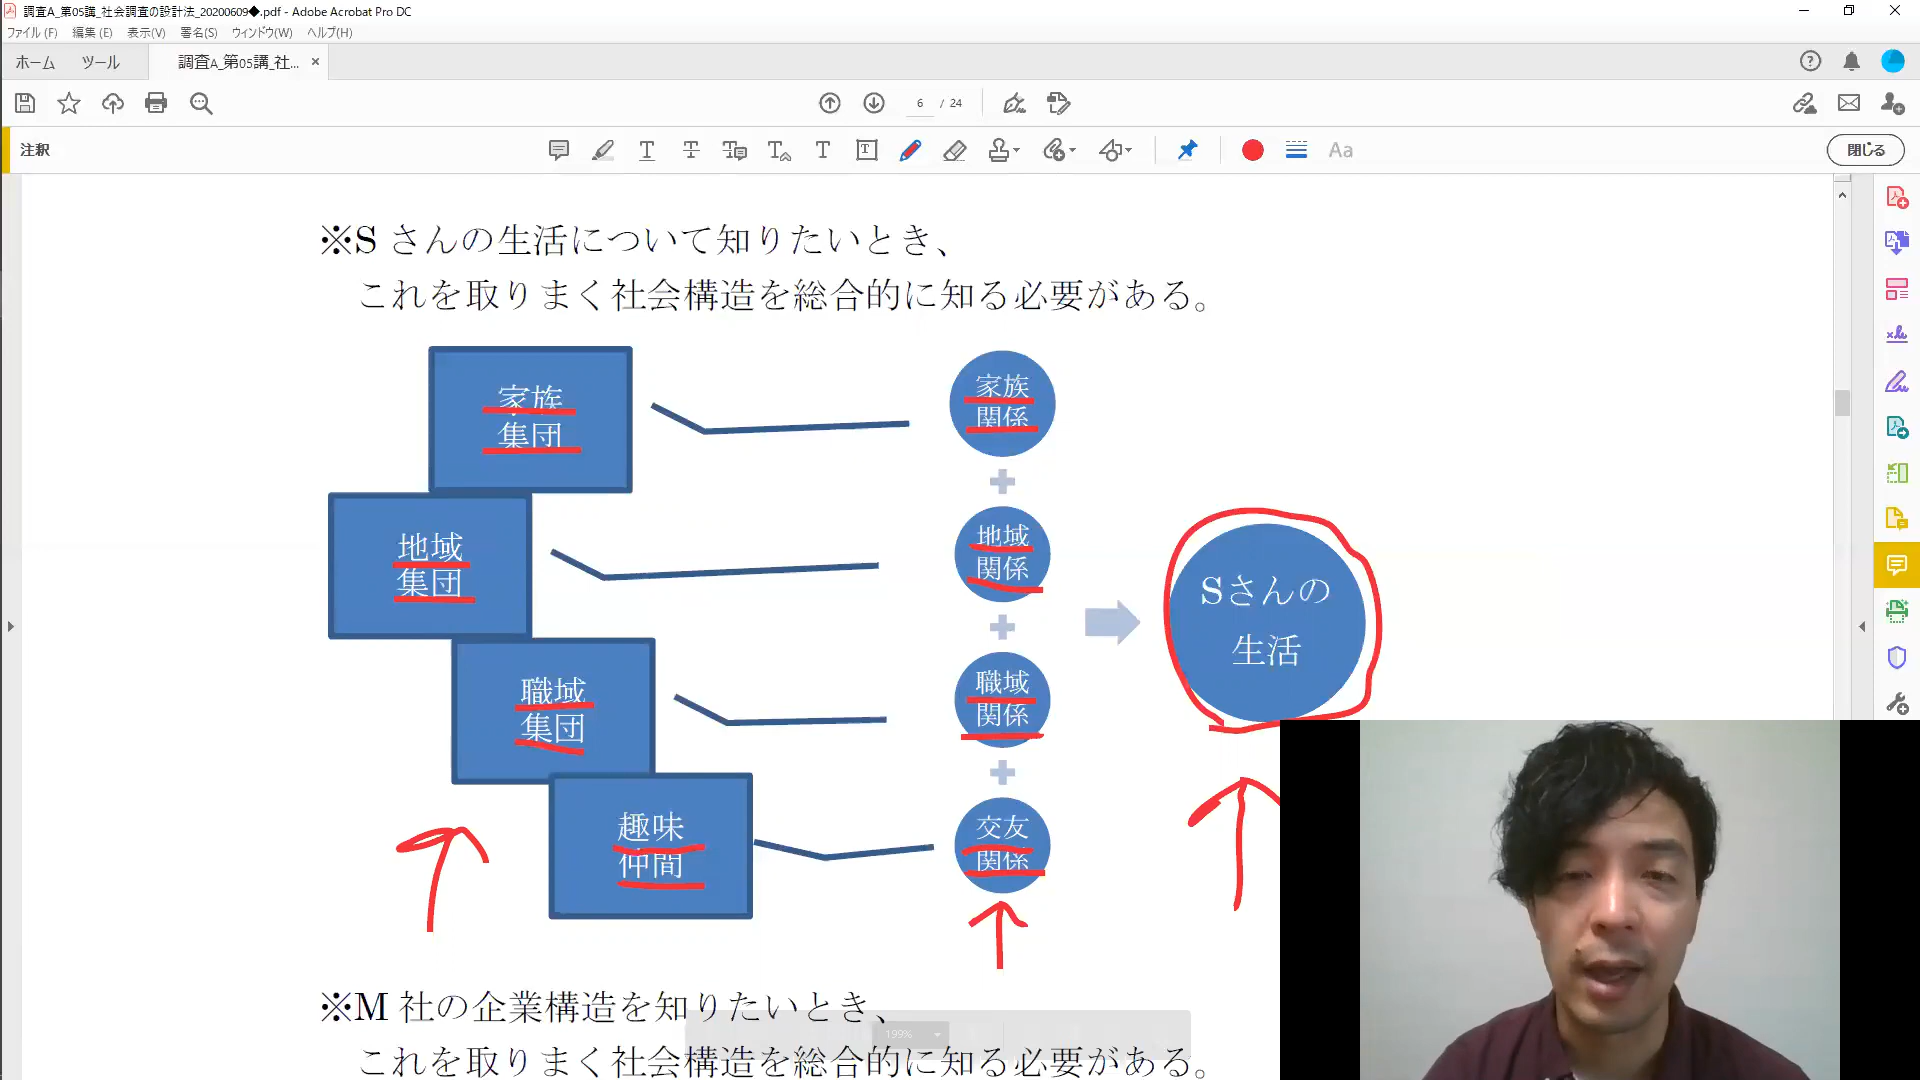 調査A_第05講_社会調査の設計法_20200609◆.pdf - Adobe Acrobat Pro DC
ファイル(F) 編集(E) 表示(V) 署名(S) ウィンドウ(W) ヘルプ(H)
ホーム ツール 調査A_第05講_社... ×
6 / 24
注釈
Aa
閉じる
※S さんの生活について知りたいとき、
これを取りまく社会構造を総合的に知る必要がある。
家族
集団
家族
関係
地域
集団
地域
関係
Sさんの
生活
職域
集団
職域
関係
趣味
仲間
交友
関係
※M 社の企業構造を知りたいとき、
199%
これを取りまく社会構造を総合的に知る必要がある。